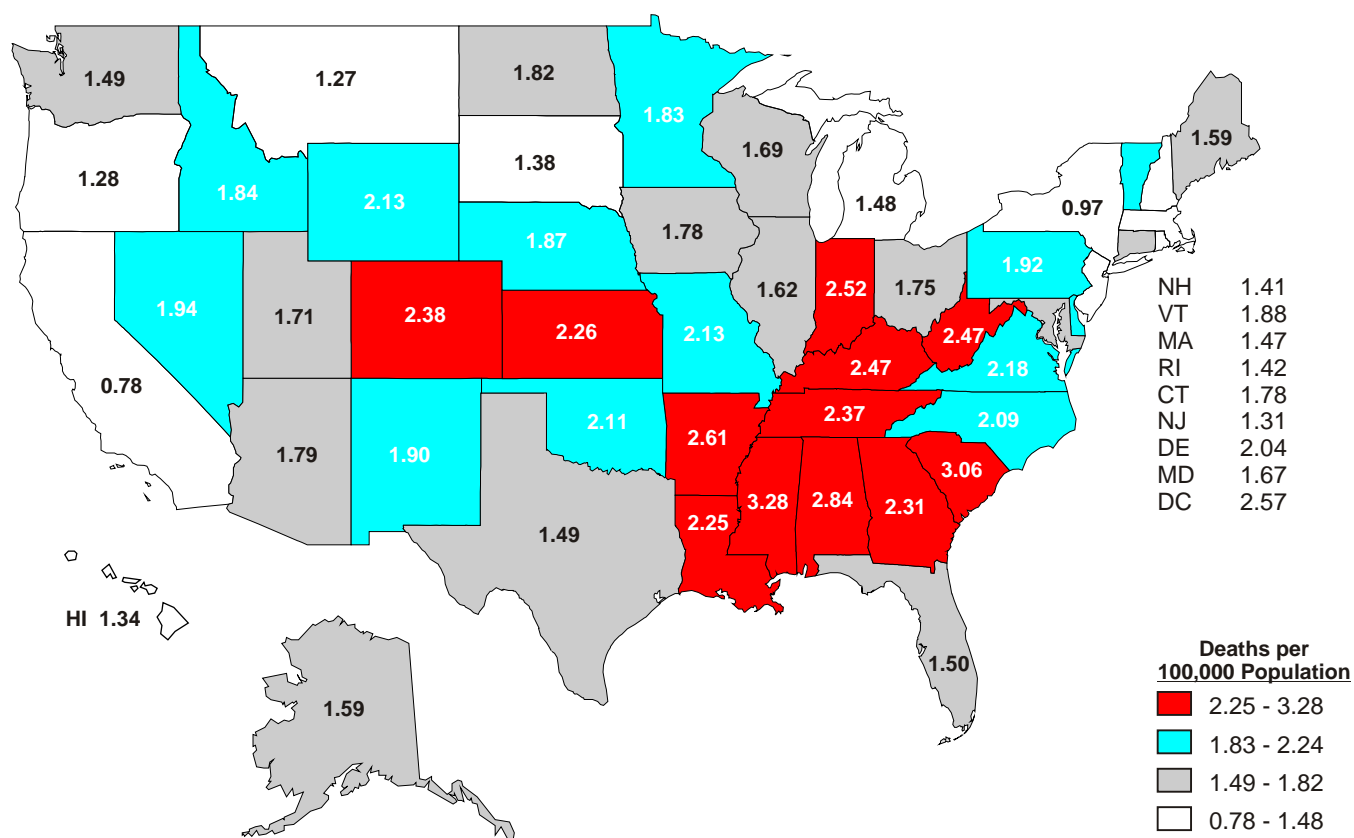 1.49
1.27
1.82
1.83
1.59
1.28
1.84
2.13
1.38
1.69
1.48
0.97
1.94
1.71
2.38
1.87
2.26
1.78
1.62
2.13
2.52
1.75
1.92
2.47
2.47
2.18
0.78
1.79
1.90
2.11
2.61
2.37
2.09
3.06
1.49
2.25
3.28
2.84
2.31
1.50
NH 1.41
VT 1.88
MA 1.47
RI 1.42
CT 1.78
NJ 1.31
DE 2.04
MD 1.67
DC 2.57
HI 1.34
1.59
Deaths per
100,000 Population
2.25 - 3.28
1.83 - 2.24
1.49 - 1.82
0.78 - 1.48